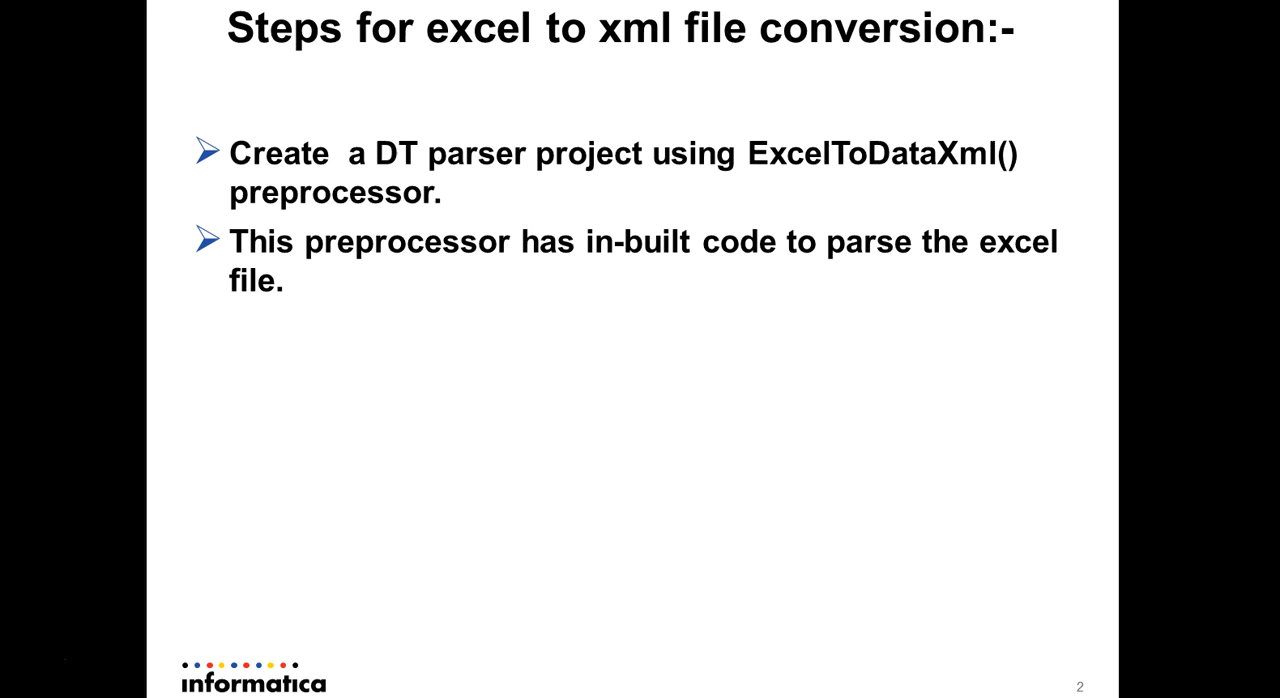 Steps for excel to xml file conversion:-
Create a DT parser project using ExcelToDataXml()
preprocessor.
This preprocessor has in-built code to parse the excel
file.
informatica
2